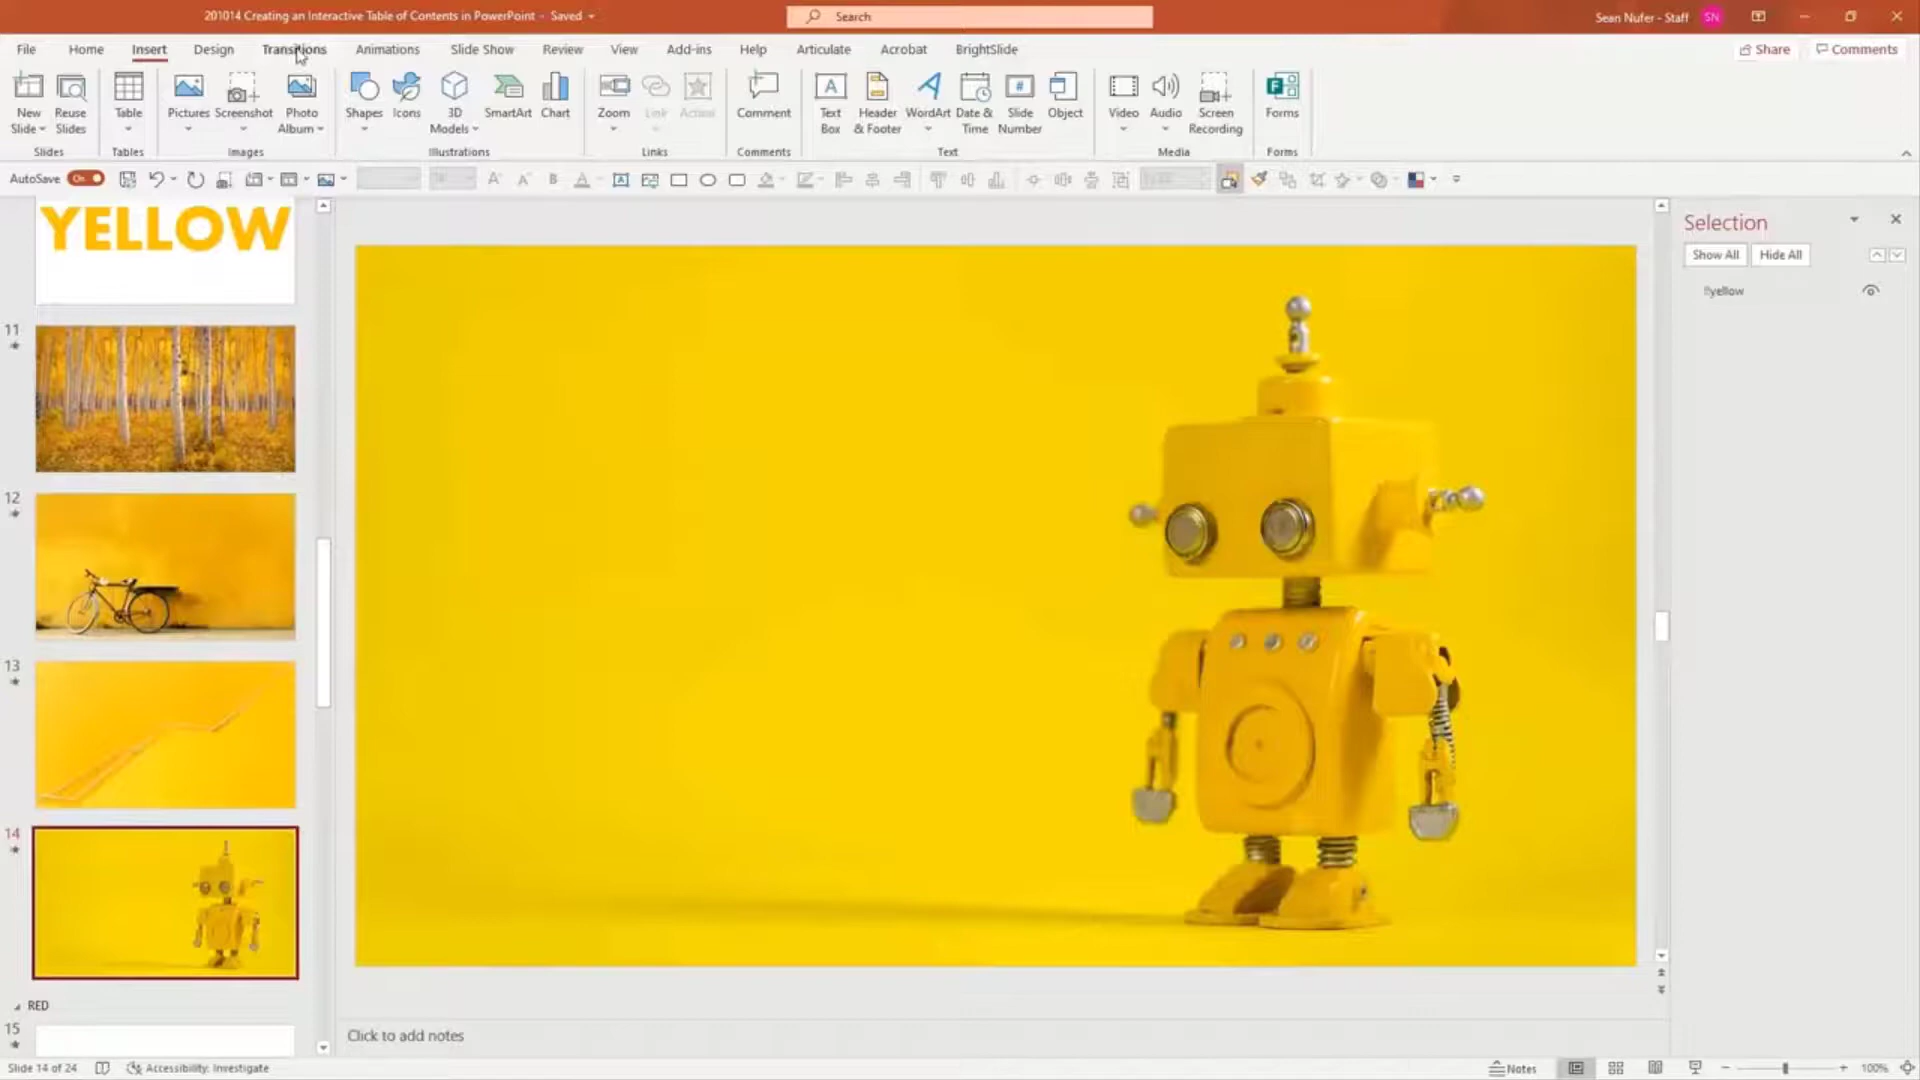 201014 Creating an Interactive Table of Contents in PowerPoint - Saved
Search
Sean Nufer - Staff SN
File Home Insert Design Transitions Animations Slide Show Review View Add-ins Help Articulate Acrobat BrightSlide
Share Comments
New Slide
Reuse Slides
Table
Pictures
Screenshot
Photo Album
Shapes
Icons
3D Models
SmartArt
Chart
Zoom
Link
Action
Comment
Text Box
Header & Footer
WordArt
Date & Time
Slide Number
Object
Video
Audio
Screen Recording
Forms
Slides Tables Images Illustrations Links Comments Text Media Forms
AutoSave On
YELLOW
11
12
13
14
RED
15
Selection
Show All Hide All
!!yellow
Click to add notes
Slide 14 of 24 Accessibility: Investigate
Notes 100%